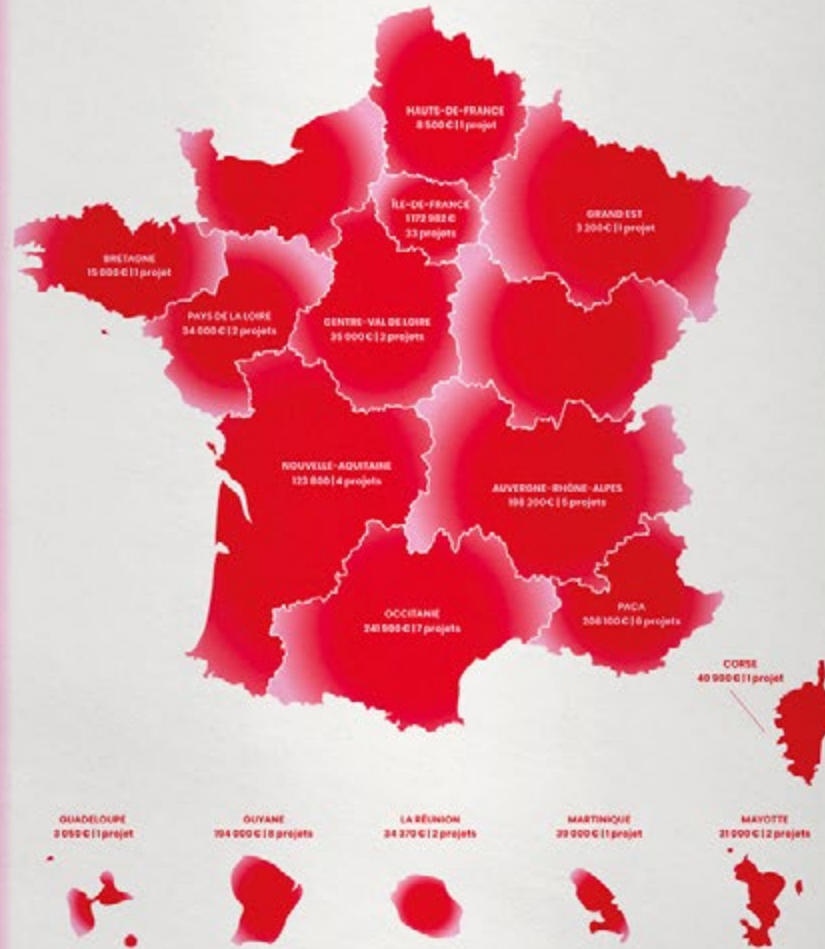 HAUTS-DE-FRANCE
8 500 € | 1 projet
ÎLE-DE-FRANCE
1 172 982 €
33 projets
GRAND EST
3 200 € | 1 projet
BRETAGNE
15 000 € | 1 projet
PAYS DE LA LOIRE
34 000 € | 2 projets
CENTRE-VAL DE LOIRE
35 000 € | 2 projets
NOUVELLE-AQUITAINE
123 800 | 4 projets
AUVERGNE-RHÔNE-ALPES
198 200 € | 5 projets
OCCITANIE
241 900 € | 7 projets
PACA
208 100 € | 6 projets
CORSE
40 900 € | 1 projet
GUADELOUPE
3 050 € | 1 projet
GUYANE
194 000 € | 8 projets
LA RÉUNION
34 370 € | 2 projets
MARTINIQUE
39 000 € | 1 projet
MAYOTTE
31 000 € | 2 projets